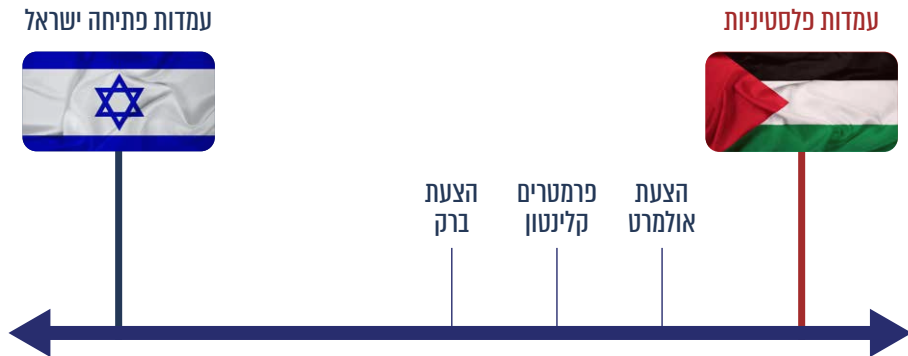 עמדות פלסטיניות
עמדות פתיחה ישראל
הצעת
אולמרט
פרמטרים
קלינטון
הצעת
ברק